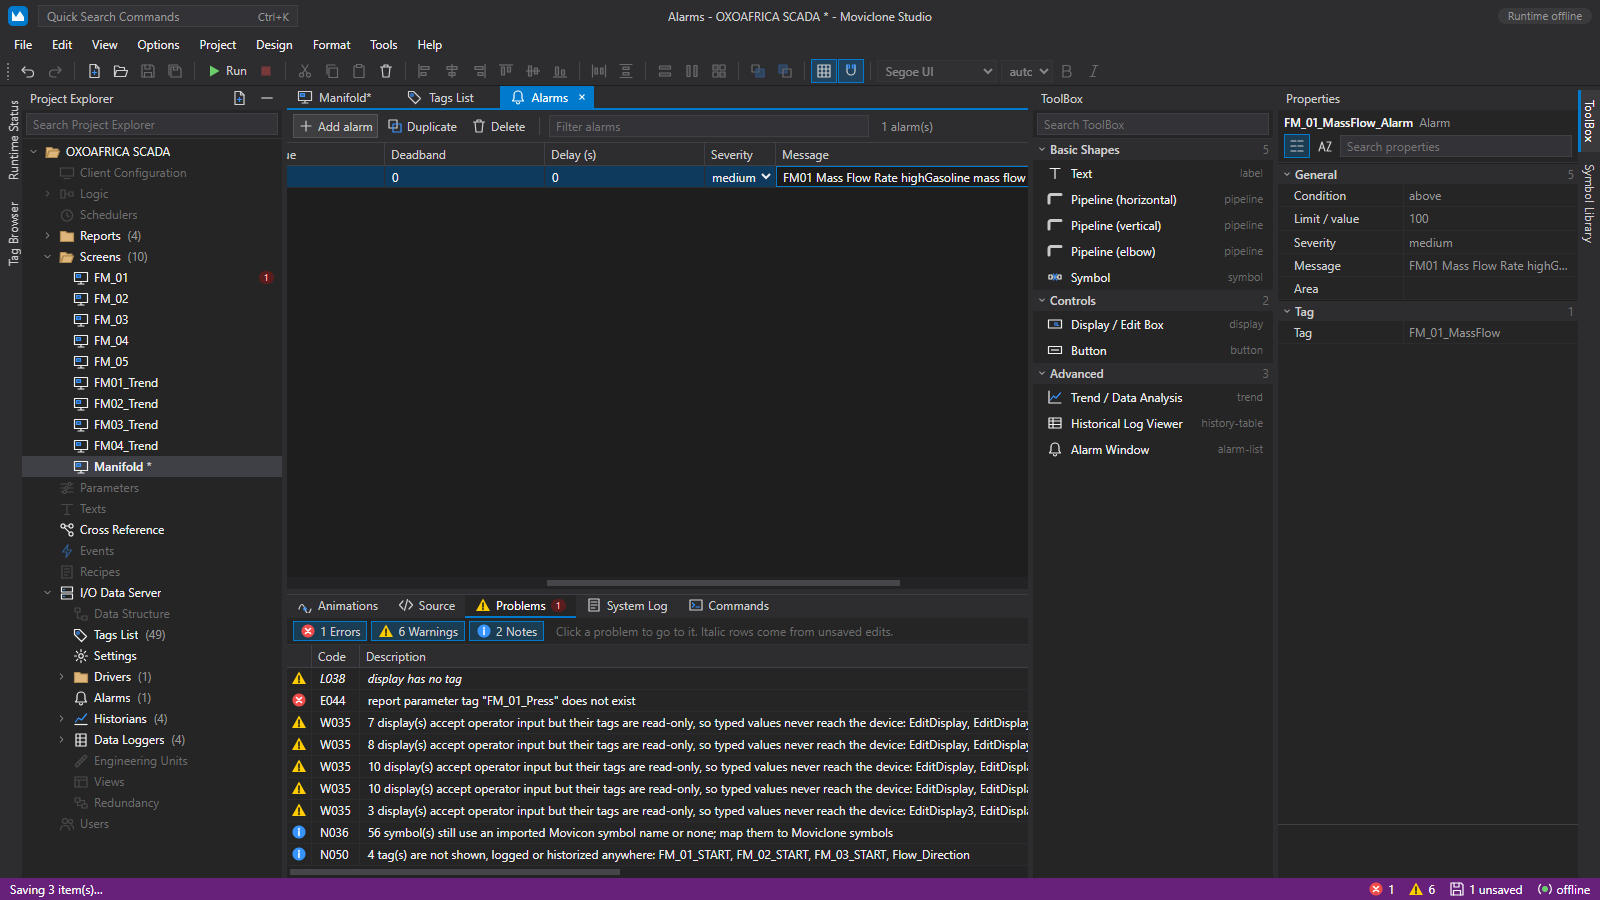 Quick Search Commands Ctrl+K
Alarms - OXOAFRICA SCADA * - Moviclone Studio
Runtime offline
File Edit View Options Project Design Format Tools Help
Run
Segoe UI
autc
B I
Runtime Status
Tag Browser
Project Explorer
Search Project Explorer
OXOAFRICA SCADA
Client Configuration
Logic
Schedulers
Reports (4)
Screens (10)
FM_01 1
FM_02
FM_03
FM_04
FM_05
FM01_Trend
FM02_Trend
FM03_Trend
FM04_Trend
Manifold *
Parameters
Texts
Cross Reference
Events
Recipes
I/O Data Server
Data Structure
Tags List (49)
Settings
Drivers (1)
Alarms (1)
Historians (4)
Data Loggers (4)
Engineering Units
Views
Redundancy
Users
Manifold* Tags List Alarms ×
+ Add alarm Duplicate Delete Filter alarms 1 alarm(s)
ue Deadband Delay (s) Severity Message
0 0 medium FM01 Mass Flow Rate highGasoline mass flow
Animations Source Problems 1 System Log Commands
1 Errors 6 Warnings 2 Notes Click a problem to go to it. Italic rows come from unsaved edits.
Code Description
L038 display has no tag
E044 report parameter tag "FM_01_Press" does not exist
W035 7 display(s) accept operator input but their tags are read-only, so typed values never reach the device: EditDisplay, EditDisplay
W035 8 display(s) accept operator input but their tags are read-only, so typed values never reach the device: EditDisplay, EditDisplay
W035 10 display(s) accept operator input but their tags are read-only, so typed values never reach the device: EditDisplay, EditDispla
W035 10 display(s) accept operator input but their tags are read-only, so typed values never reach the device: EditDisplay, EditDispla
W035 3 display(s) accept operator input but their tags are read-only, so typed values never reach the device: EditDisplay3, EditDispla
N036 56 symbol(s) still use an imported Movicon symbol name or none; map them to Moviclone symbols
N050 4 tag(s) are not shown, logged or historized anywhere: FM_01_START, FM_02_START, FM_03_START, Flow_Direction
ToolBox
Search ToolBox
Basic Shapes 5
Text label
Pipeline (horizontal) pipeline
Pipeline (vertical) pipeline
Pipeline (elbow) pipeline
Symbol symbol
Controls 2
Display / Edit Box display
Button button
Advanced 3
Trend / Data Analysis trend
Historical Log Viewer history-table
Alarm Window alarm-list
Properties
FM_01_MassFlow_Alarm Alarm
AZ Search properties
General 5
Condition above
Limit / value 100
Severity medium
Message FM01 Mass Flow Rate highG...
Area
Tag 1
Tag FM_01_MassFlow
ToolBox
Symbol Library
Saving 3 item(s)...
1 6 1 unsaved offline